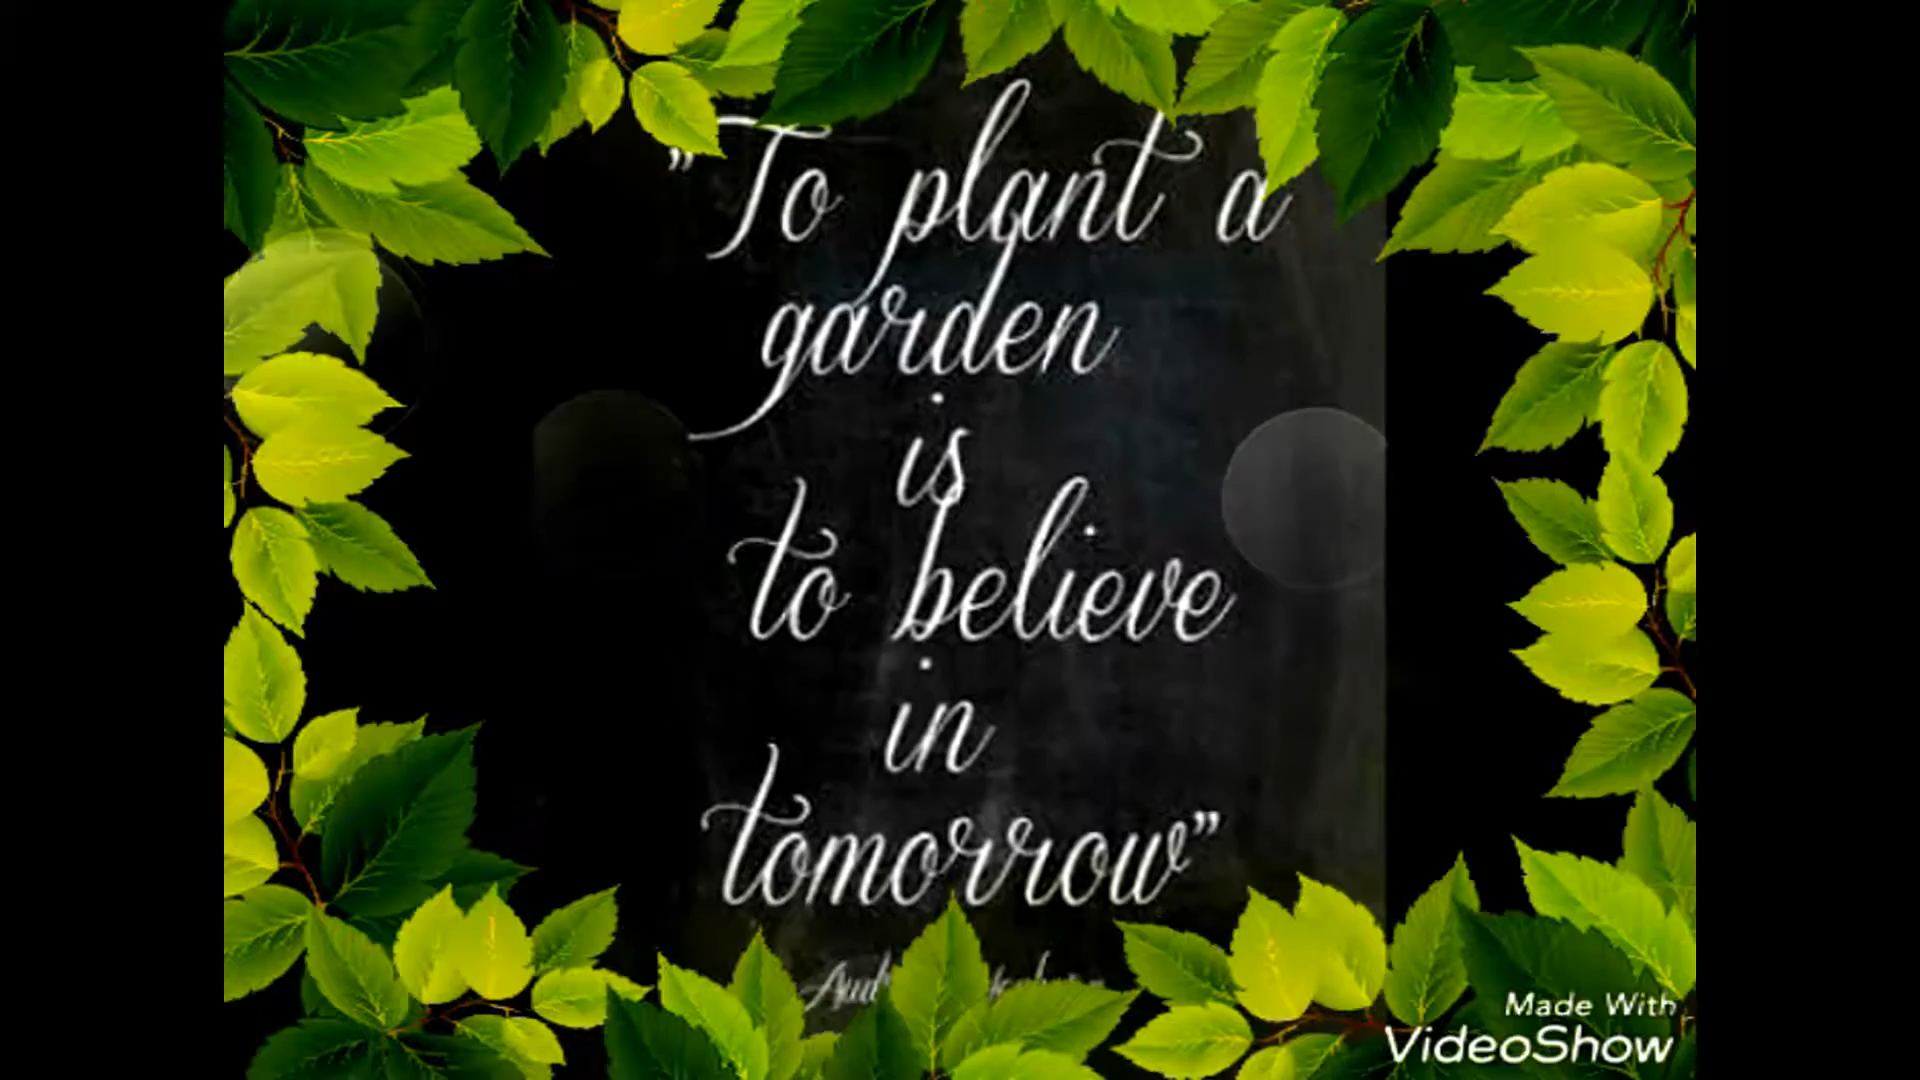 "To plant a
garden
is
to believe
in
tomorrow"
Made With
VideoShow